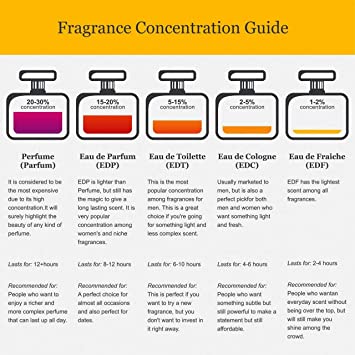 Fragrance Concentration Guide
20-30%
concentration
15-20%
concentration
5-15%
concentration
2-5%
concentration
1-2%
concentration
Perfume
(Parfum)
It is considered to be
the most expensive
due to its high
concentration.It will
surely highlight the
beauty of any kind of
perfume.
Lasts for: 12+hours
Recommended for:
People who want to
enjoy a richer and
more complex perfume
that can last up all day.
Eau de Parfum
(EDP)
EDP is lighter than
Perfume, but still has
the magic to give a
long lasting scent. It is
very popular
concentration among
women's and niche
fragrances.
Lasts for: 8-12 hours
Recommended for:
A perfect choice for
almost all occasions
and also perfect for
dates.
Eau de Toilette
(EDT)
This is the most
popular concentration
among fragrances for
men. This is a great
choice if you're going
for something light and
less complex scent.
Lasts for: 6-10 hours
Recommended for:
This is perfect if you
want to try a new
fragrance, but you
don't want to invest in
it right away.
Eau de Cologne
(EDC)
Usually marketed to
men, but is also a
perfect pickfor both
men and women who
want something light
and fresh.
Lasts for: 4-6 hours
Recommended for:
People who want
something subtle but
still powerful to make a
statement but still
affordable.
Eau de Fraiche
(EDF)
EDF has the lightest
scent among all
fragrances.
Lasts for: 2-4 hours
Recommended for:
People who wantan
everyday scent without
being over the top, but
will still make you
shine among the
crowd.